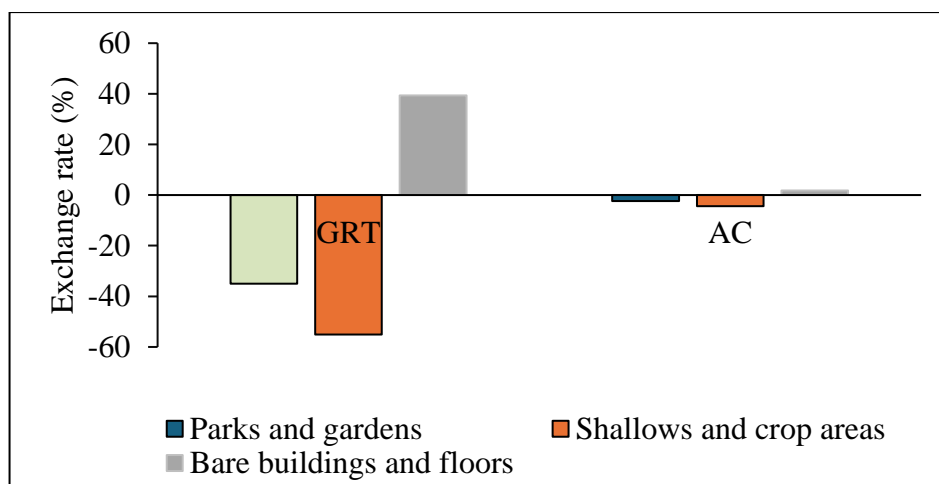 60
40
20
0
-20
-40
-60
Exchange rate (%)
GRT
AC
Parks and gardens
Shallows and crop areas
Bare buildings and floors